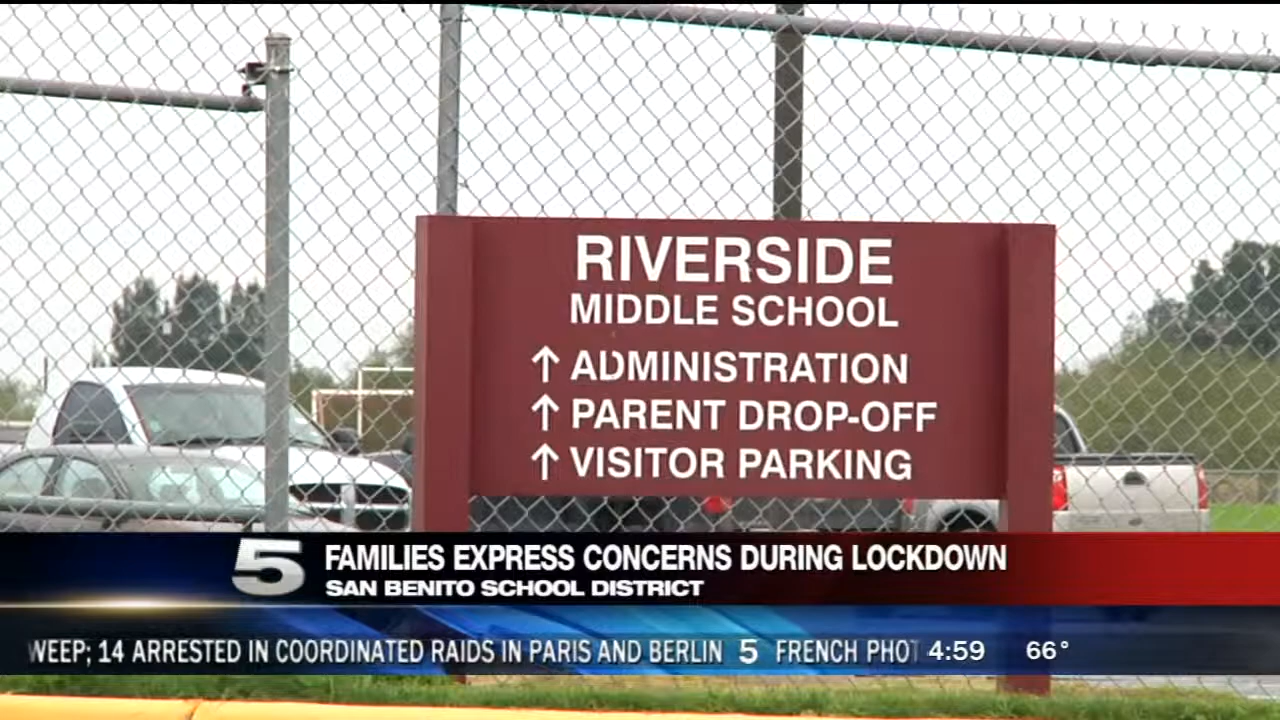 RIVERSIDE
MIDDLE SCHOOL
↑ ADMINISTRATION
↑ PARENT DROP-OFF
↑ VISITOR PARKING
5 FAMILIES EXPRESS CONCERNS DURING LOCKDOWN
SAN BENITO SCHOOL DISTRICT
WEEP; 14 ARRESTED IN COORDINATED RAIDS IN PARIS AND BERLIN 5 FRENCH PHOT 4:59 66°